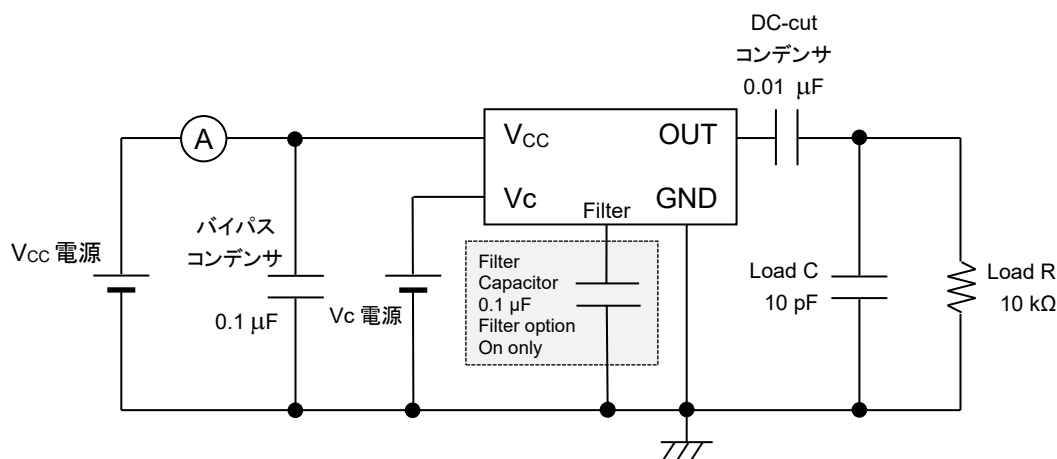 DC-cut
コンデンサ
0.01 μF
A
VCC
OUT
Vc
GND
Filter
バイパス
コンデンサ
0.1 μF
VCC 電源
Vc 電源
Filter
Capacitor
0.1 μF
Filter option
On only
Load C
10 pF
Load R
10 kΩ